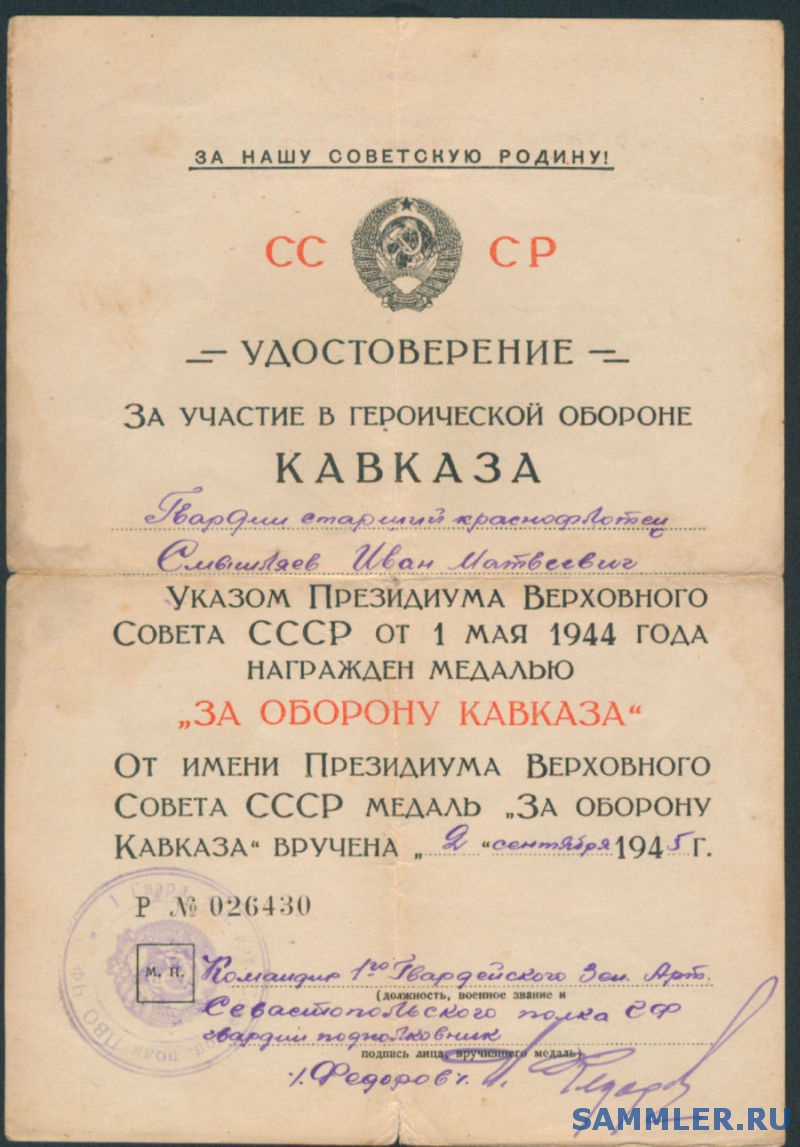 ЗА НАШУ СОВЕТСКУЮ РОДИНУ!
СС СР
УДОСТОВЕРЕНИЕ
ЗА УЧАСТИЕ В ГЕРОИЧЕСКОЙ ОБОРОНЕ
КАВКАЗА
Гвардии старший краснофлотец
Смышляев Иван Матвеевич
УКАЗОМ ПРЕЗИДИУМА ВЕРХОВНОГО
СОВЕТА СССР ОТ 1 МАЯ 1944 ГОДА
НАГРАЖДЕН МЕДАЛЬЮ
„ЗА ОБОРОНУ КАВКАЗА“
ОТ ИМЕНИ ПРЕЗИДИУМА ВЕРХОВНОГО
СОВЕТА СССР МЕДАЛЬ „ЗА ОБОРОНУ
КАВКАЗА“ ВРУЧЕНА „2“ сентября 1945 г.
Р № 026430
М. П.
Командир 1го Гвардейского Зен. Арт.
(должность, военное звание и
Севастопольского полка СФ
гвардии подполковник
подпись лица, вручившего медаль)
/. Федоров.
SAMMLER.RU